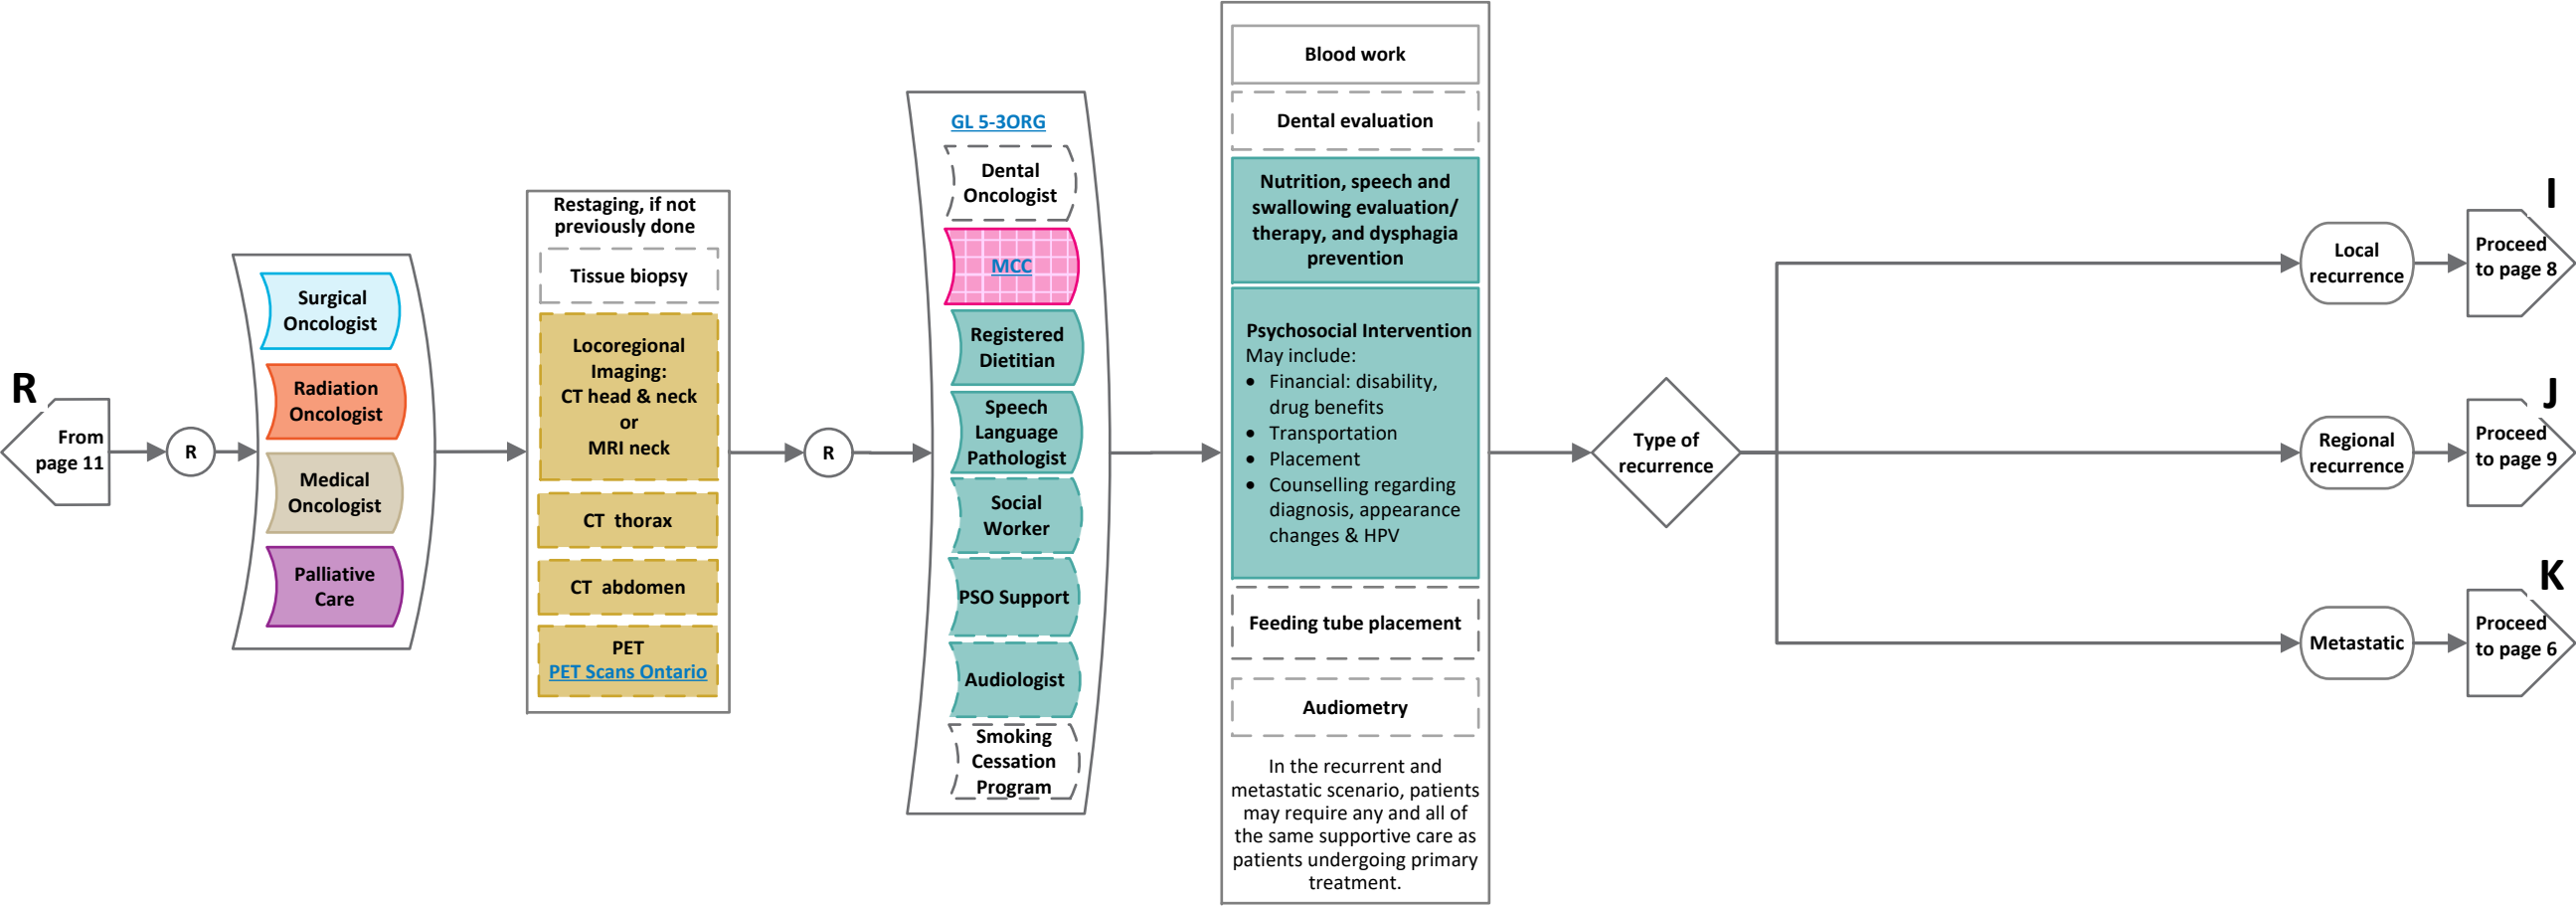 R
From
page 11
R
Surgical
Oncologist
Radiation
Oncologist
Medical
Oncologist
Palliative
Care
Restaging, if not
previously done
Tissue biopsy
Locoregional
Imaging:
CT head & neck
or
MRI neck
CT thorax
CT abdomen
PET
PET Scans Ontario
R
GL 5-3ORG
Dental
Oncologist
MCC
Registered
Dietitian
Speech
Language
Pathologist
Social
Worker
PSO Support
Audiologist
Smoking
Cessation
Program
Blood work
Dental evaluation
Nutrition, speech and
swallowing evaluation/
therapy, and dysphagia
prevention
Psychosocial Intervention
May include:
• Financial: disability,
drug benefits
• Transportation
• Placement
• Counselling regarding
diagnosis, appearance
changes & HPV
Feeding tube placement
Audiometry
In the recurrent and
metastatic scenario, patients
may require any and all of
the same supportive care as
patients undergoing primary
treatment.
Type of
recurrence
Local
recurrence
I
Proceed
to page 8
Regional
recurrence
J
Proceed
to page 9
Metastatic
K
Proceed
to page 6